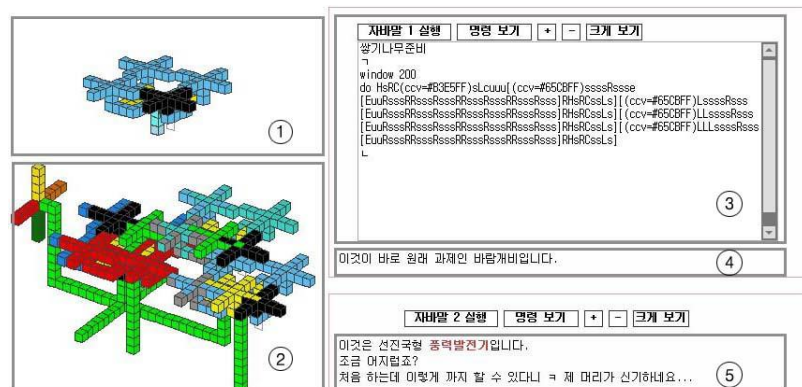 자바말 1 실행 명령 보기 + - 크게 보기
쌓기나무준비
ㄱ
window 200
do HsRC(ccv=#B3E5FF)sLcuuu[(ccv=#65CBFF)ssssRssse
[EuuRsssRRsssRsssRRsssRsssRRsssRsss]RHsRCssLs][(ccv=#65CBFF)LssssRsss
[EuuRsssRRsssRsssRRsssRsssRRsssRsss]RHsRCssLs][(ccv=#65CBFF)LLssssRsss
[EuuRsssRRsssRsssRRsssRsssRRsssRsss]RHsRCssLs][(ccv=#65CBFF)LLLssssRsss
[EuuRsssRRsssRsssRRsssRsssRRsssRsss]RHsRCssLs]
ㄴ
이것이 바로 원래 과제인 바람개비입니다.
자바말 2 실행 명령 보기 + - 크게 보기
이것은 선진국형 풍력발전기입니다.
조금 어지럽죠?
처음 하는데 이렇게 까지 할 수 있다니 ㅋ 제 머리가 신기하네요...
①
②
③
④
⑤